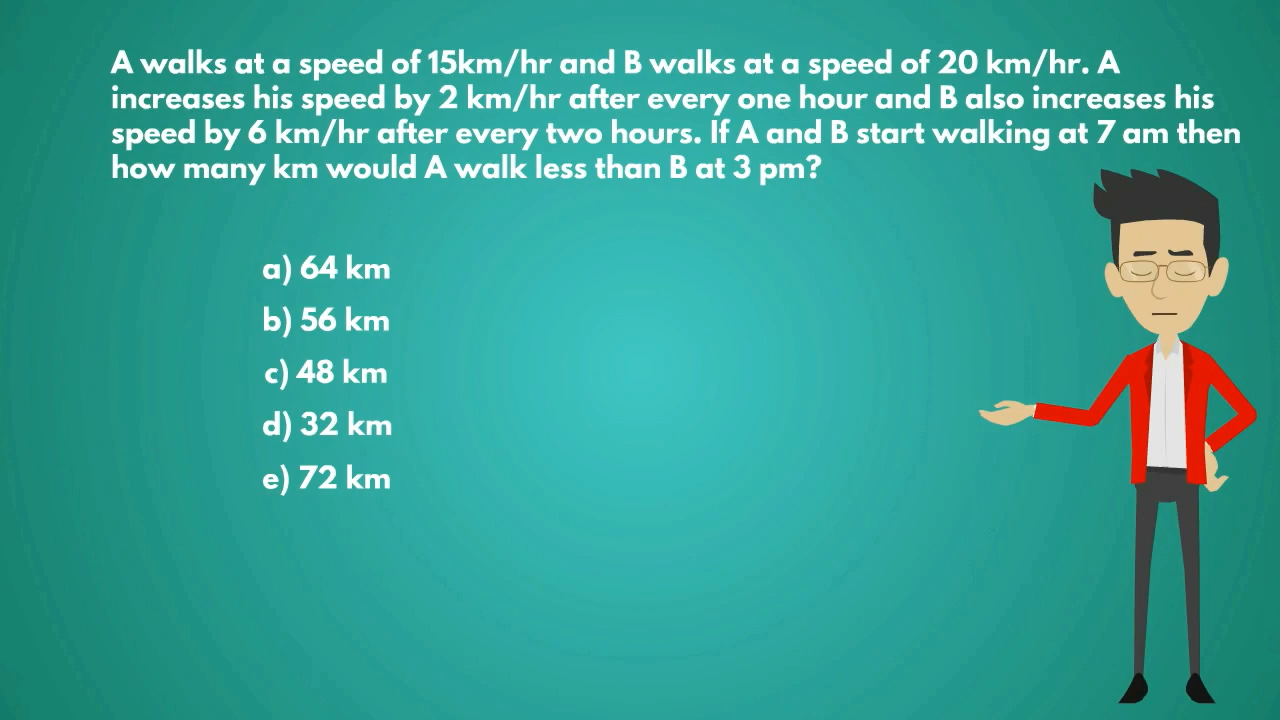 A walks at a speed of 15km/hr and B walks at a speed of 20 km/hr. A
increases his speed by 2 km/hr after every one hour and B also increases his
speed by 6 km/hr after every two hours. If A and B start walking at 7 am then
how many km would A walk less than B at 3 pm?
a) 64 km
b) 56 km
c) 48 km
d) 32 km
e) 72 km